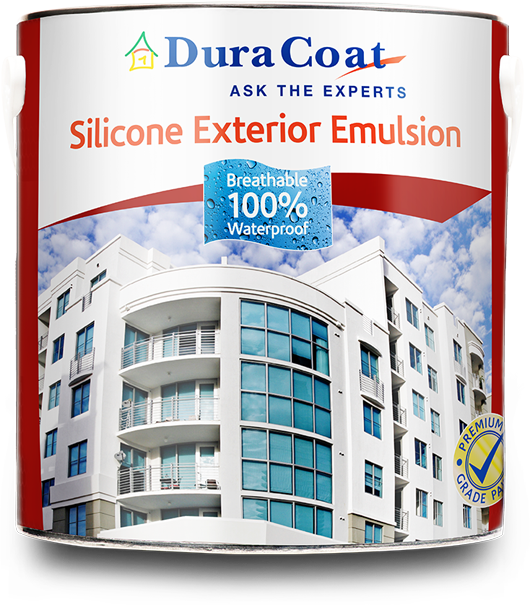 Dura Coat
ASK THE EXPERTS
Silicone Exterior Emulsion
Breathable
100%
Waterproof
PREMIUM
GRADE